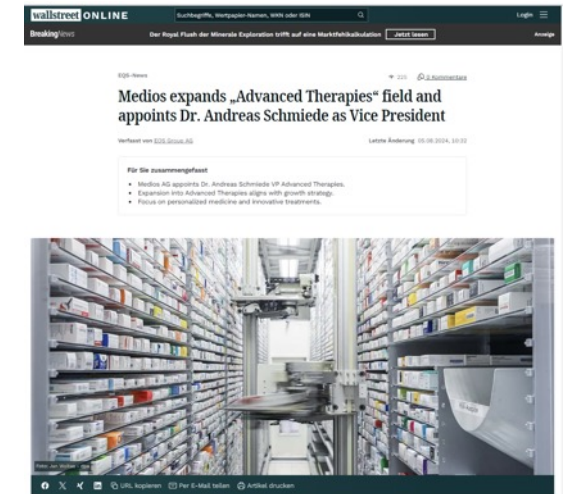 wallstreet ONLINE
Suchbegriffe, Wertpapier-Namen, WKN oder ISIN
Login
BreakingNews
Der Royal Flush der Minerale Exploration trifft auf eine Marktfehlkalkulation
Jetzt lesen
Anzeige
EQS-News
3 Kommentare
Medios expands „Advanced Therapies“ field and
appoints Dr. Andreas Schmiede as Vice President
Verfasst von EQS Group AG
Letzte Änderung 05.08.2024, 10:22
Für Sie zusammengefasst
• Medios AG appoints Dr. Andreas Schmiede VP Advanced Therapies.
• Expansion into Advanced Therapies aligns with growth strategy.
• Focus on personalized medicine and innovative treatments.
URL kopieren
Per E-Mail teilen
Artikel drucken